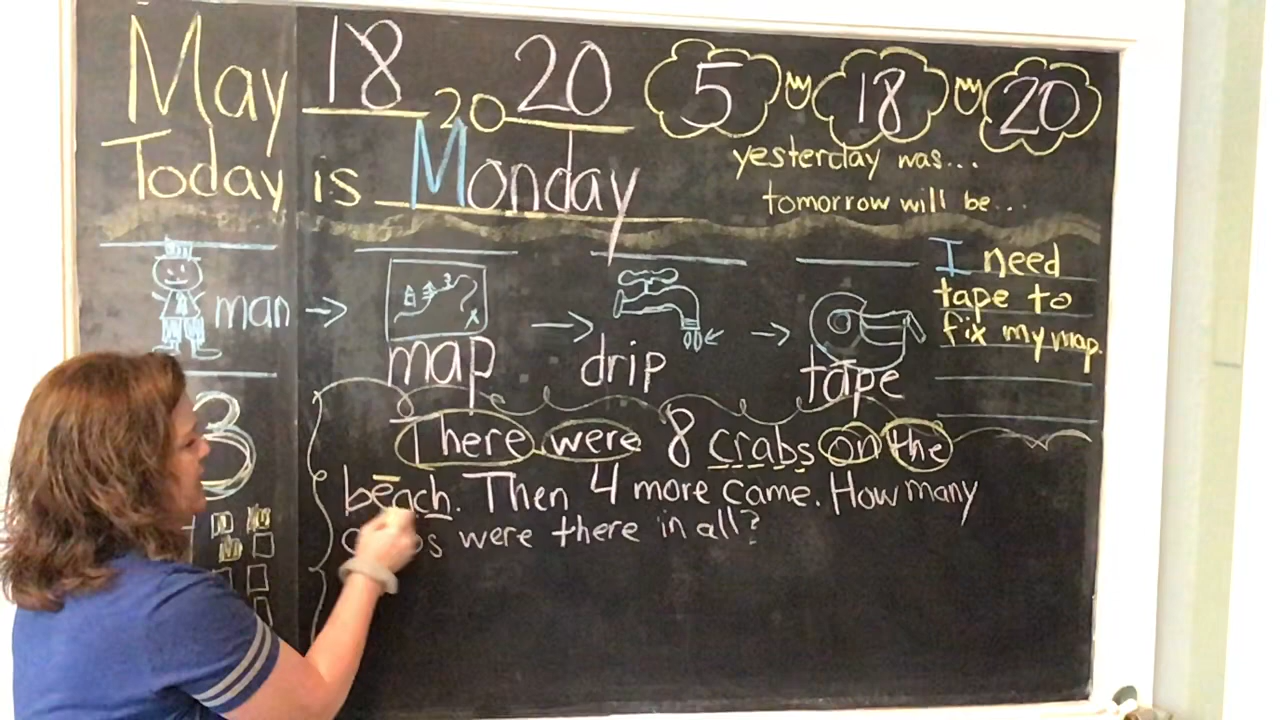 May 18 20 20
5 18 20
Today is Monday
yesterday was...
tomorrow will be...
man
map
drip
tape
I need
tape to
fix my map.
There were 8 crabs on the
beach. Then 4 more came. How many
were there in all?